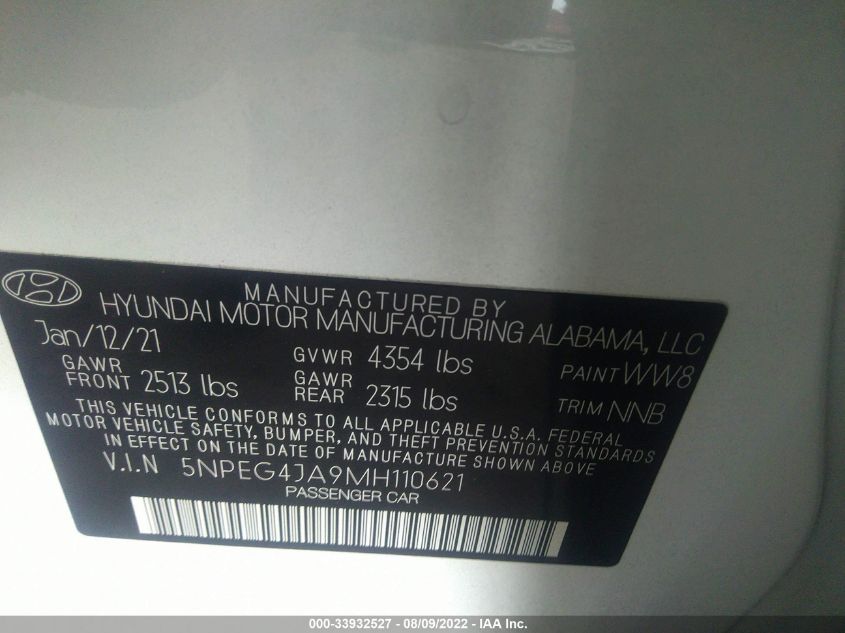 MANUFACTURED BY
HYUNDAI MOTOR MANUFACTURING ALABAMA, LLC
Jan/12/21
GVWR 4354 lbs
PAINT WW8
GAWR
FRONT 2513 lbs
GAWR
REAR 2315 lbs
TRIM NNB
THIS VEHICLE CONFORMS TO ALL APPLICABLE U.S.A. FEDERAL
MOTOR VEHICLE SAFETY, BUMPER, AND THEFT PREVENTION STANDARDS
IN EFFECT ON THE DATE OF MANUFACTURE SHOWN ABOVE
V.I.N 5NPEG4JA9MH110621
PASSENGER CAR
000-33932527 - 08/09/2022 - IAA Inc.